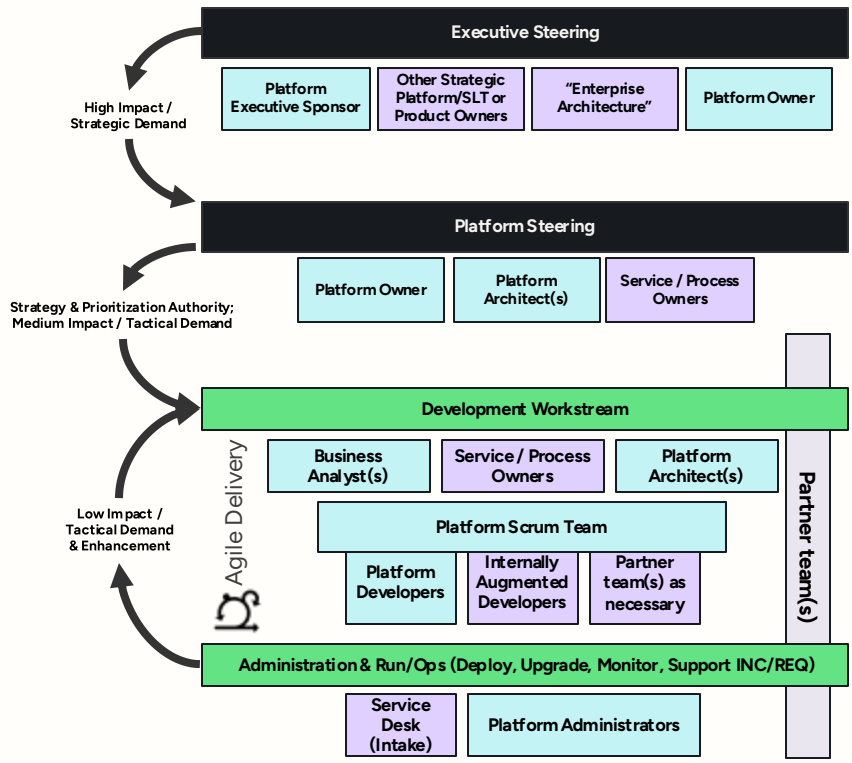 Executive Steering
Platform
Executive Sponsor
Other Strategic
Platform/SLT or
Product Owners
“Enterprise
Architecture”
Platform Owner
High Impact /
Strategic Demand
Platform Steering
Platform Owner
Platform
Architect(s)
Service / Process
Owners
Strategy & Prioritization Authority;
Medium Impact / Tactical Demand
Development Workstream
Agile Delivery
Business
Analyst(s)
Service / Process
Owners
Platform
Architect(s)
Partner team(s)
Platform Scrum Team
Low Impact /
Tactical Demand
& Enhancement
Platform
Developers
Internally
Augmented
Developers
Partner
team(s) as
necessary
Administration & Run/Ops (Deploy, Upgrade, Monitor, Support INC/REQ)
Service
Desk
(Intake)
Platform Administrators